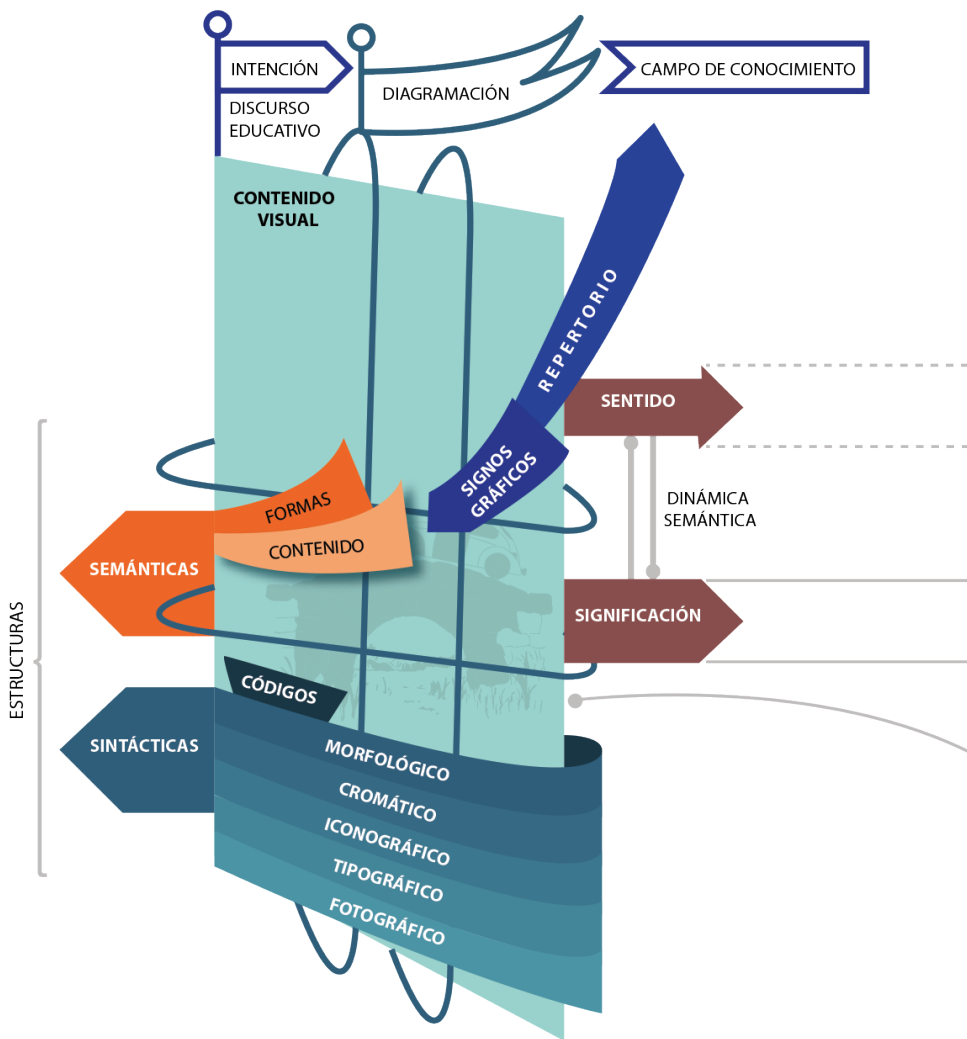 INTENCIÓN
DISCURSO
EDUCATIVO
DIAGRAMACIÓN
CAMPO DE CONOCIMIENTO
CONTENIDO
VISUAL
REPERTORIO
SIGNOS
GRÁFICOS
SENTIDO
DINÁMICA
SEMÁNTICA
SIGNIFICACIÓN
FORMAS
CONTENIDO
SEMÁNTICAS
ESTRUCTURAS
SINTÁCTICAS
CÓDIGOS
MORFOLÓGICO
CROMÁTICO
ICONOGRÁFICO
TIPOGRÁFICO
FOTOGRÁFICO